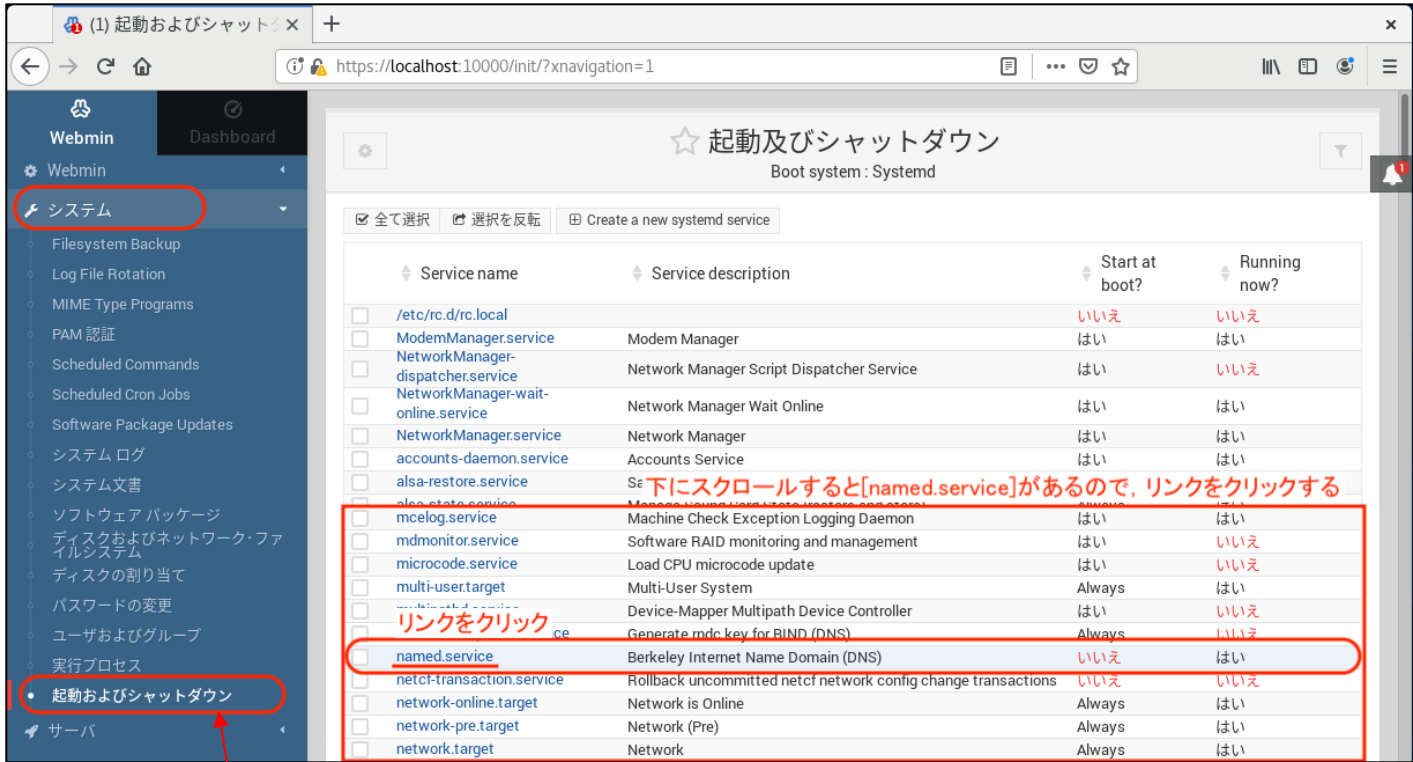 (1) 起動およびシャット
https://localhost:10000/init/?xnavigation=1
Webmin
Dashboard
Webmin
システム
Filesystem Backup
Log File Rotation
MIME Type Programs
PAM 認証
Scheduled Commands
Scheduled Cron Jobs
Software Package Updates
システム ログ
システム文書
ソフトウェア パッケージ
ディスクおよびネットワーク・ファ
イルシステム
ディスクの割り当て
パスワードの変更
ユーザおよびグループ
実行プロセス
起動およびシャットダウン
サーバ
起動及びシャットダウン
Boot system : Systemd
1
全て選択 選択を反転 Create a new systemd service
Service name Service description Start at boot? Running now?
/etc/rc.d/rc.local いいえ いいえ
ModemManager.service Modem Manager はい はい
NetworkManager-
dispatcher.service Network Manager Script Dispatcher Service はい いいえ
NetworkManager-wait-
online.service Network Manager Wait Online はい はい
NetworkManager.service Network Manager はい はい
accounts-daemon.service Accounts Service はい はい
alsa-restore.service
下にスクロールすると[named.service]があるので, リンクをクリックする
mcelog.service Machine Check Exception Logging Daemon はい はい
mdmonitor.service Software RAID monitoring and management はい いいえ
microcode.service Load CPU microcode update はい いいえ
multi-user.target Multi-User System Always はい
Device-Mapper Multipath Device Controller はい いいえ
リンクをクリック
Generate rndc key for BIND (DNS) Always いいえ
named.service Berkeley Internet Name Domain (DNS) いいえ はい
netcf-transaction.service Rollback uncommitted netcf network config change transactions いいえ いいえ
network-online.target Network is Online Always はい
network-pre.target Network (Pre) Always はい
network.target Network Always はい